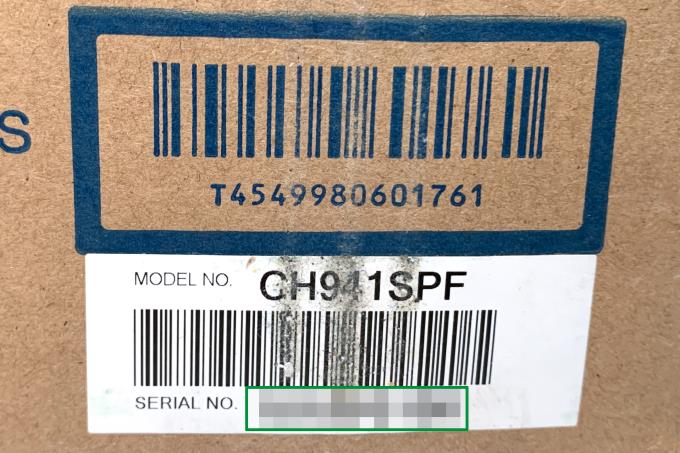 S
T4549980601761
MODEL NO. CH941SPF
SERIAL NO.